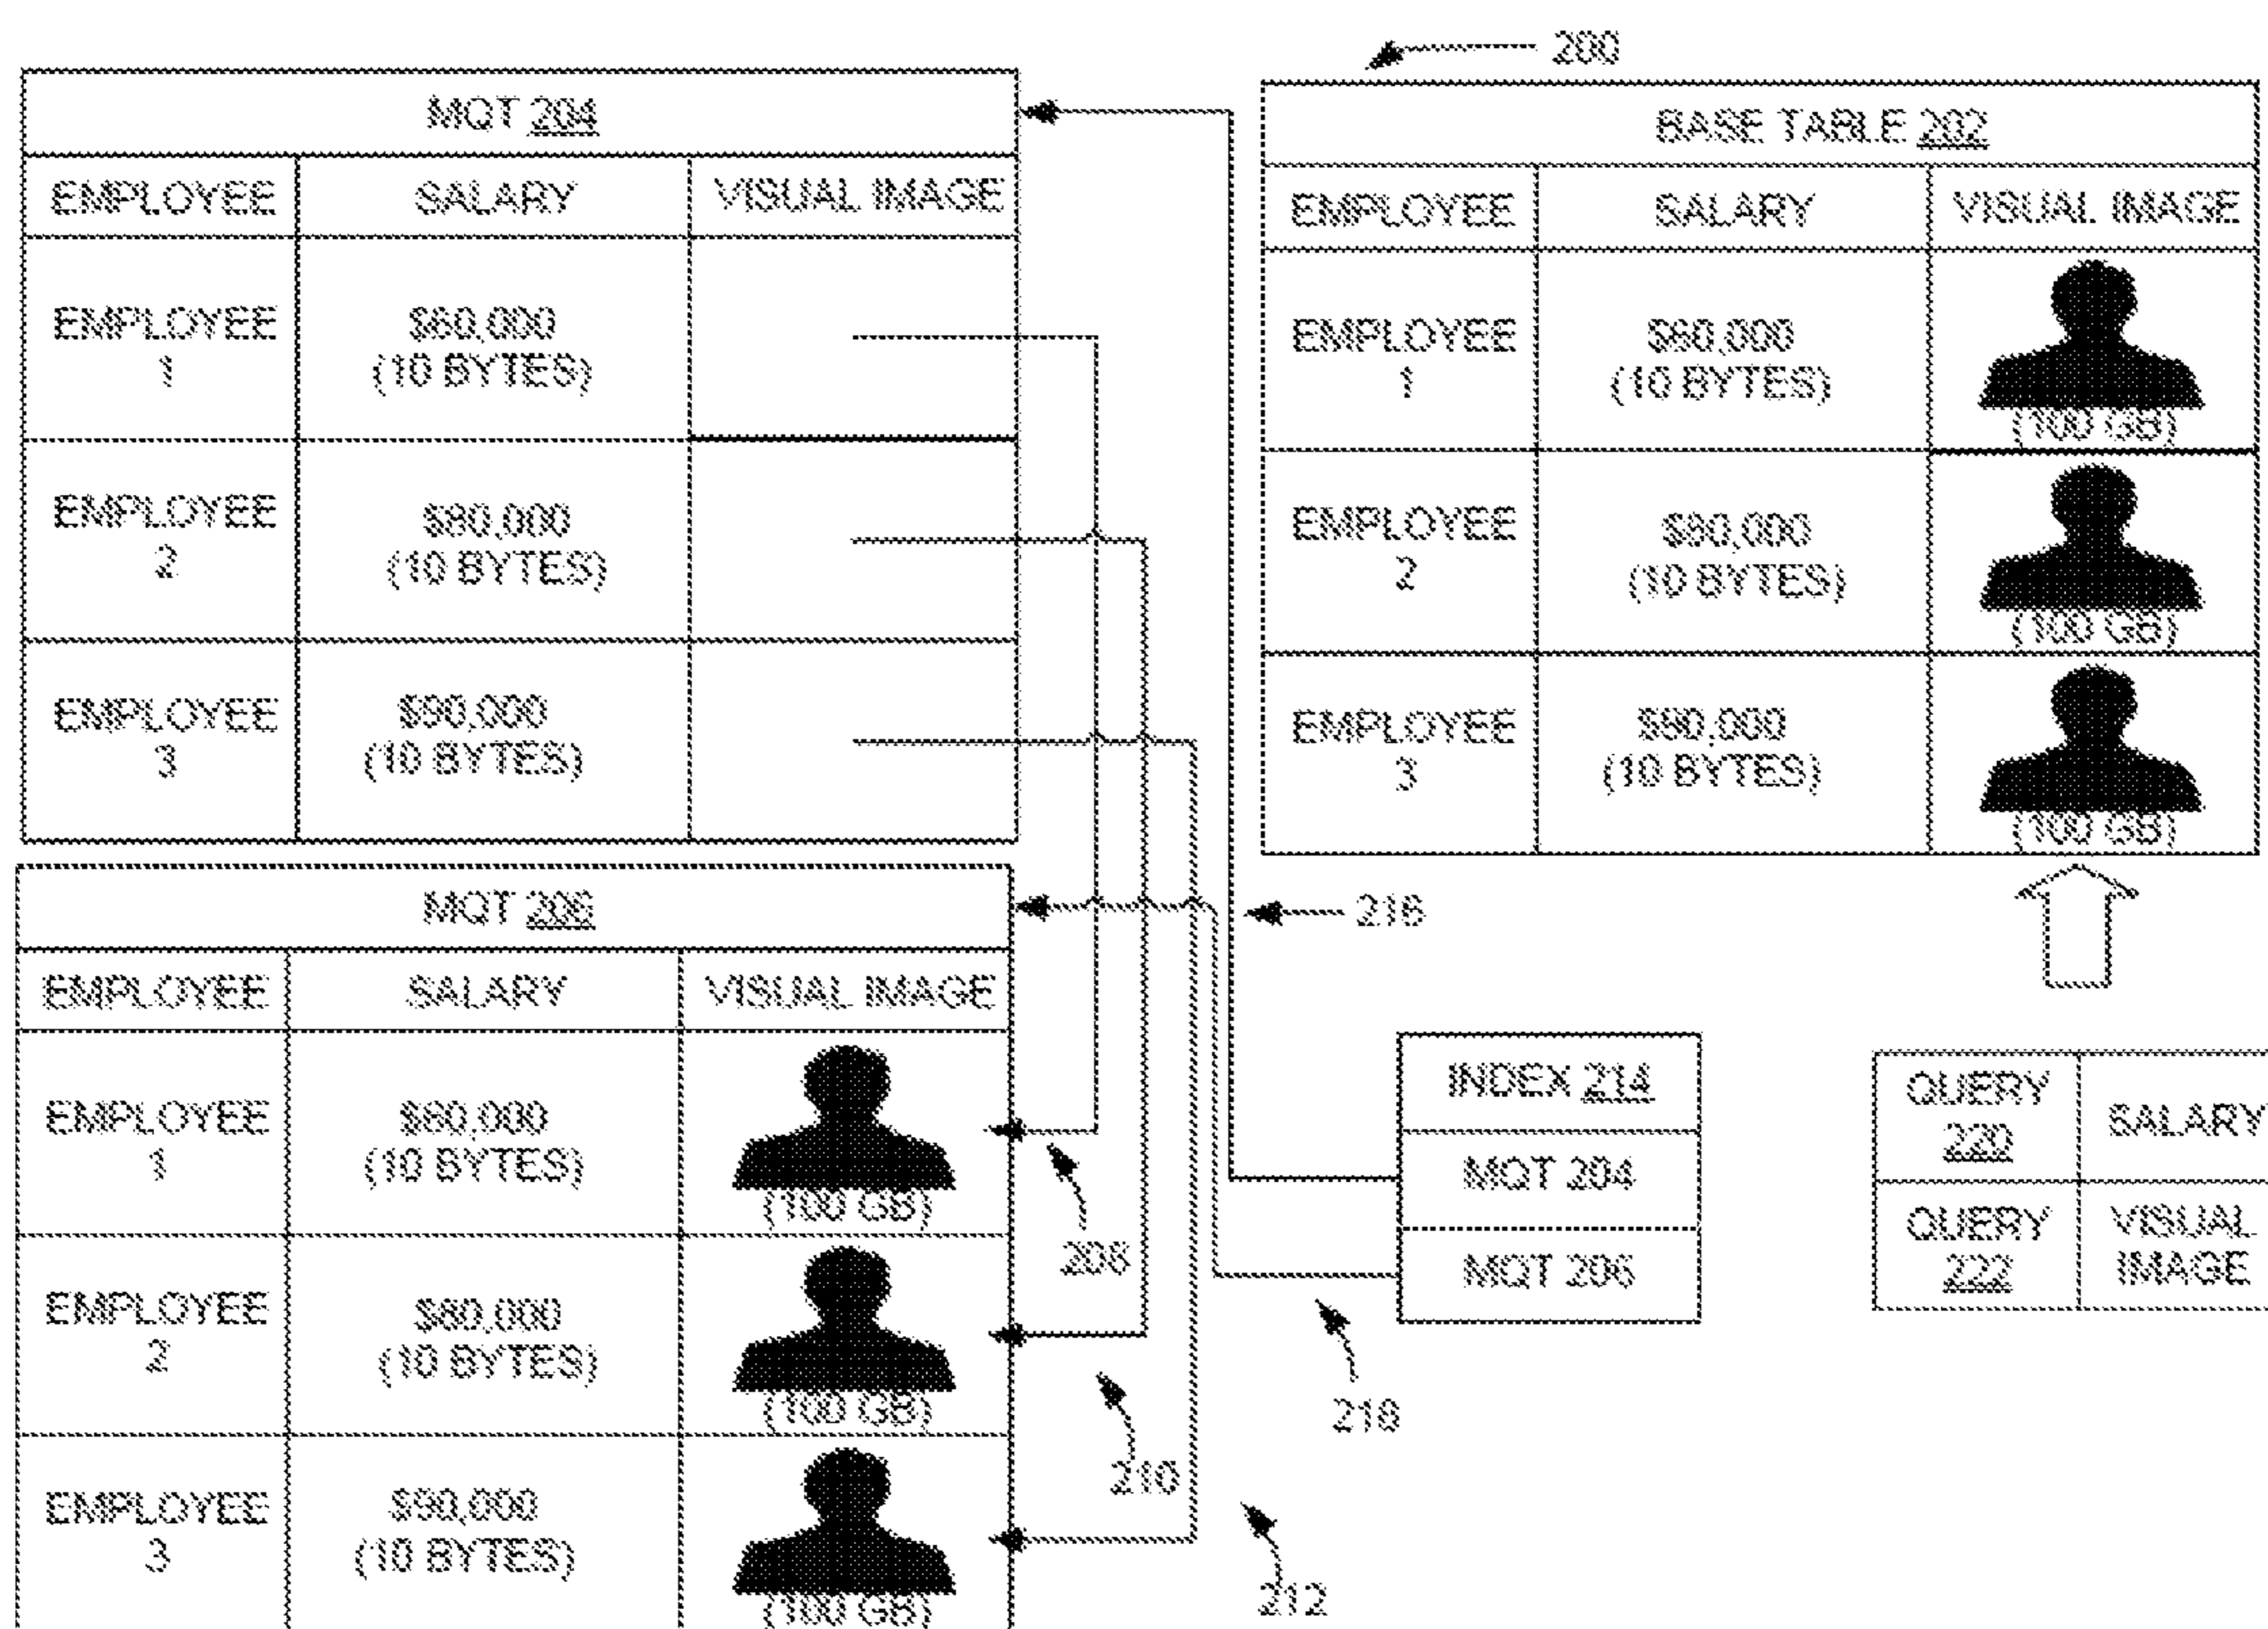 200
MQT 204
EMPLOYEE SALARY VISUAL IMAGE
EMPLOYEE 1
$60,000
(10 BYTES)
EMPLOYEE 2
$80,000
(10 BYTES)
EMPLOYEE 3
$90,000
(10 BYTES)
BASE TABLE 202
EMPLOYEE SALARY VISUAL IMAGE
EMPLOYEE 1
$60,000
(10 BYTES)
(100 GB)
EMPLOYEE 2
$80,000
(10 BYTES)
(100 GB)
EMPLOYEE 3
$90,000
(10 BYTES)
(100 GB)
MQT 206
EMPLOYEE SALARY VISUAL IMAGE
EMPLOYEE 1
$60,000
(10 BYTES)
(100 GB)
EMPLOYEE 2
$80,000
(10 BYTES)
(100 GB)
EMPLOYEE 3
$90,000
(10 BYTES)
(100 GB)
208
210
212
216
218
INDEX 214
MQT 204
MQT 206
QUERY 220
SALARY
QUERY 222
VISUAL
IMAGE